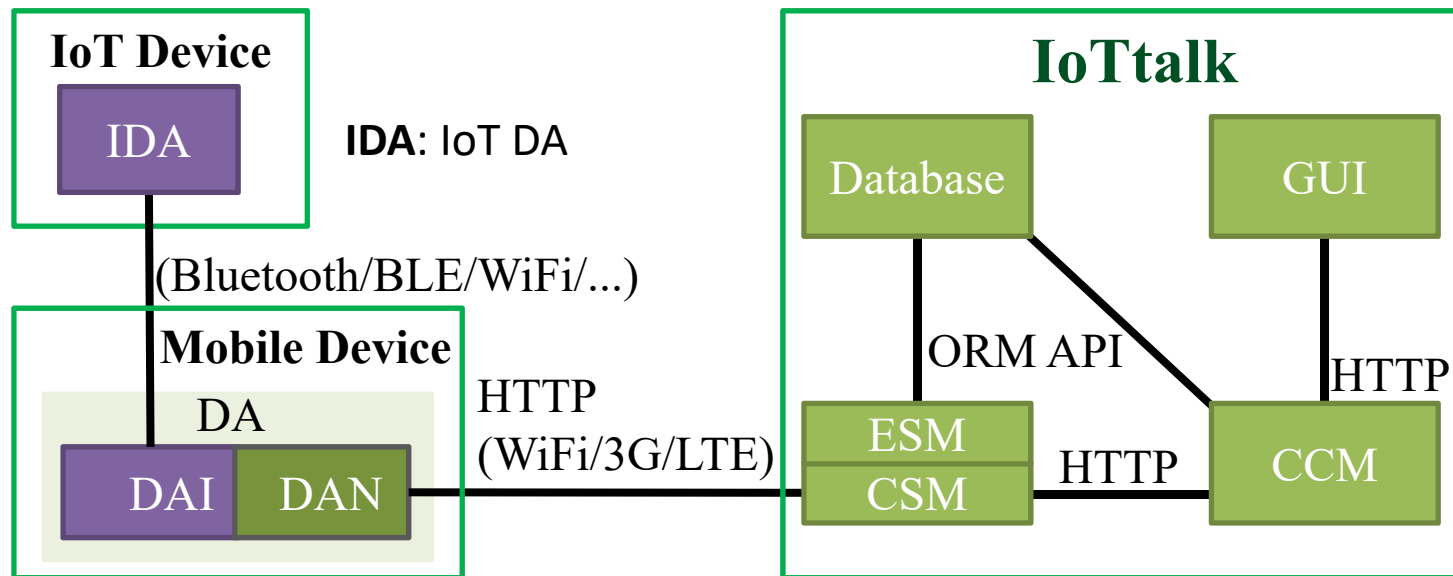 IoT Device
IDA
IDA: IoT DA
(Bluetooth/BLE/WiFi/...)
Mobile Device
DA
DAI
DAN
HTTP
(WiFi/3G/LTE)
IoTtalk
Database
GUI
ORM API
HTTP
ESM
CSM
HTTP
CCM